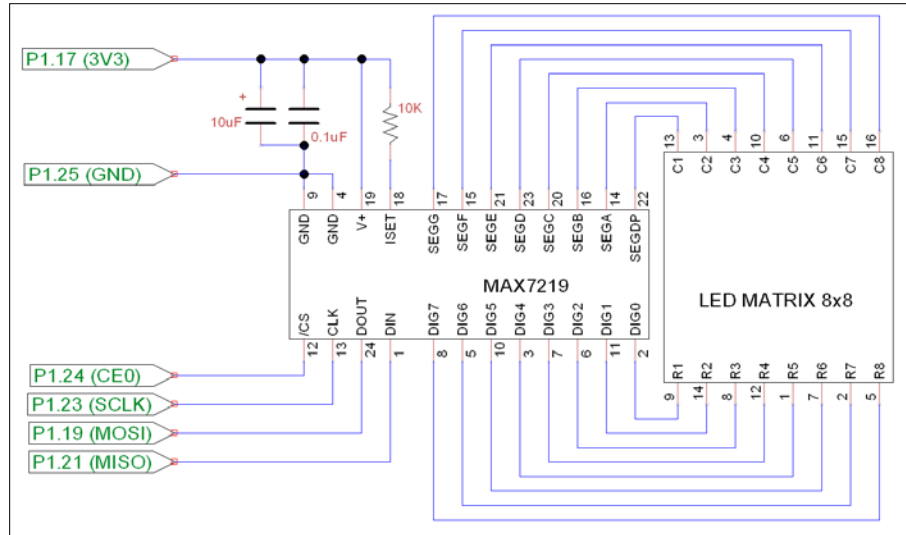 P1.17 (3V3)
+
10uF
0.1uF
10K
P1.25 (GND)
9 4 19 18 17 15 21 23 20 16 14 22
GND GND V+ ISET SEGG SEGF SEGE SEGD SEGC SEGB SEGA SEGDP
MAX7219
/CS CLK DOUT DIN DIG7 DIG6 DIG5 DIG4 DIG3 DIG2 DIG1 DIG0
12 13 24 1 8 5 10 3 7 6 11 2
13 3 4 10 6 11 15 16
C1 C2 C3 C4 C5 C6 C7 C8
LED MATRIX 8x8
R1 R2 R3 R4 R5 R6 R7 R8
9 14 8 12 1 7 2 5
P1.24 (CE0)
P1.23 (SCLK)
P1.19 (MOSI)
P1.21 (MISO)